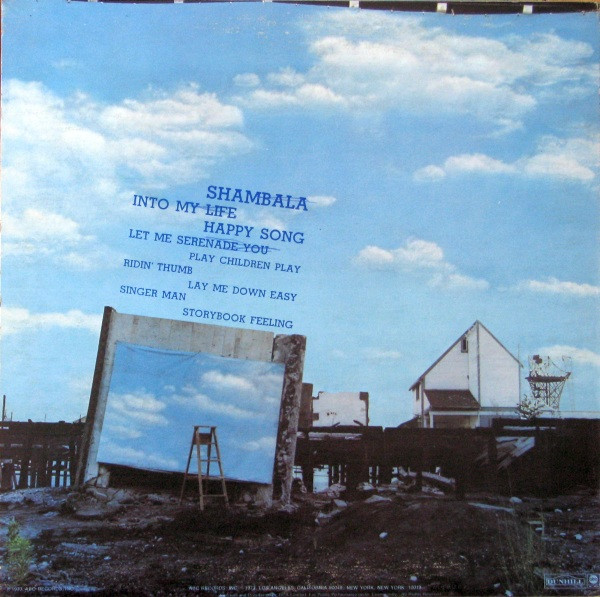 SHAMBALA
INTO MY LIFE
HAPPY SONG
LET ME SERENADE YOU
PLAY CHILDREN PLAY
RIDIN' THUMB
LAY ME DOWN EASY
SINGER MAN
STORYBOOK FEELING
DUNHILL